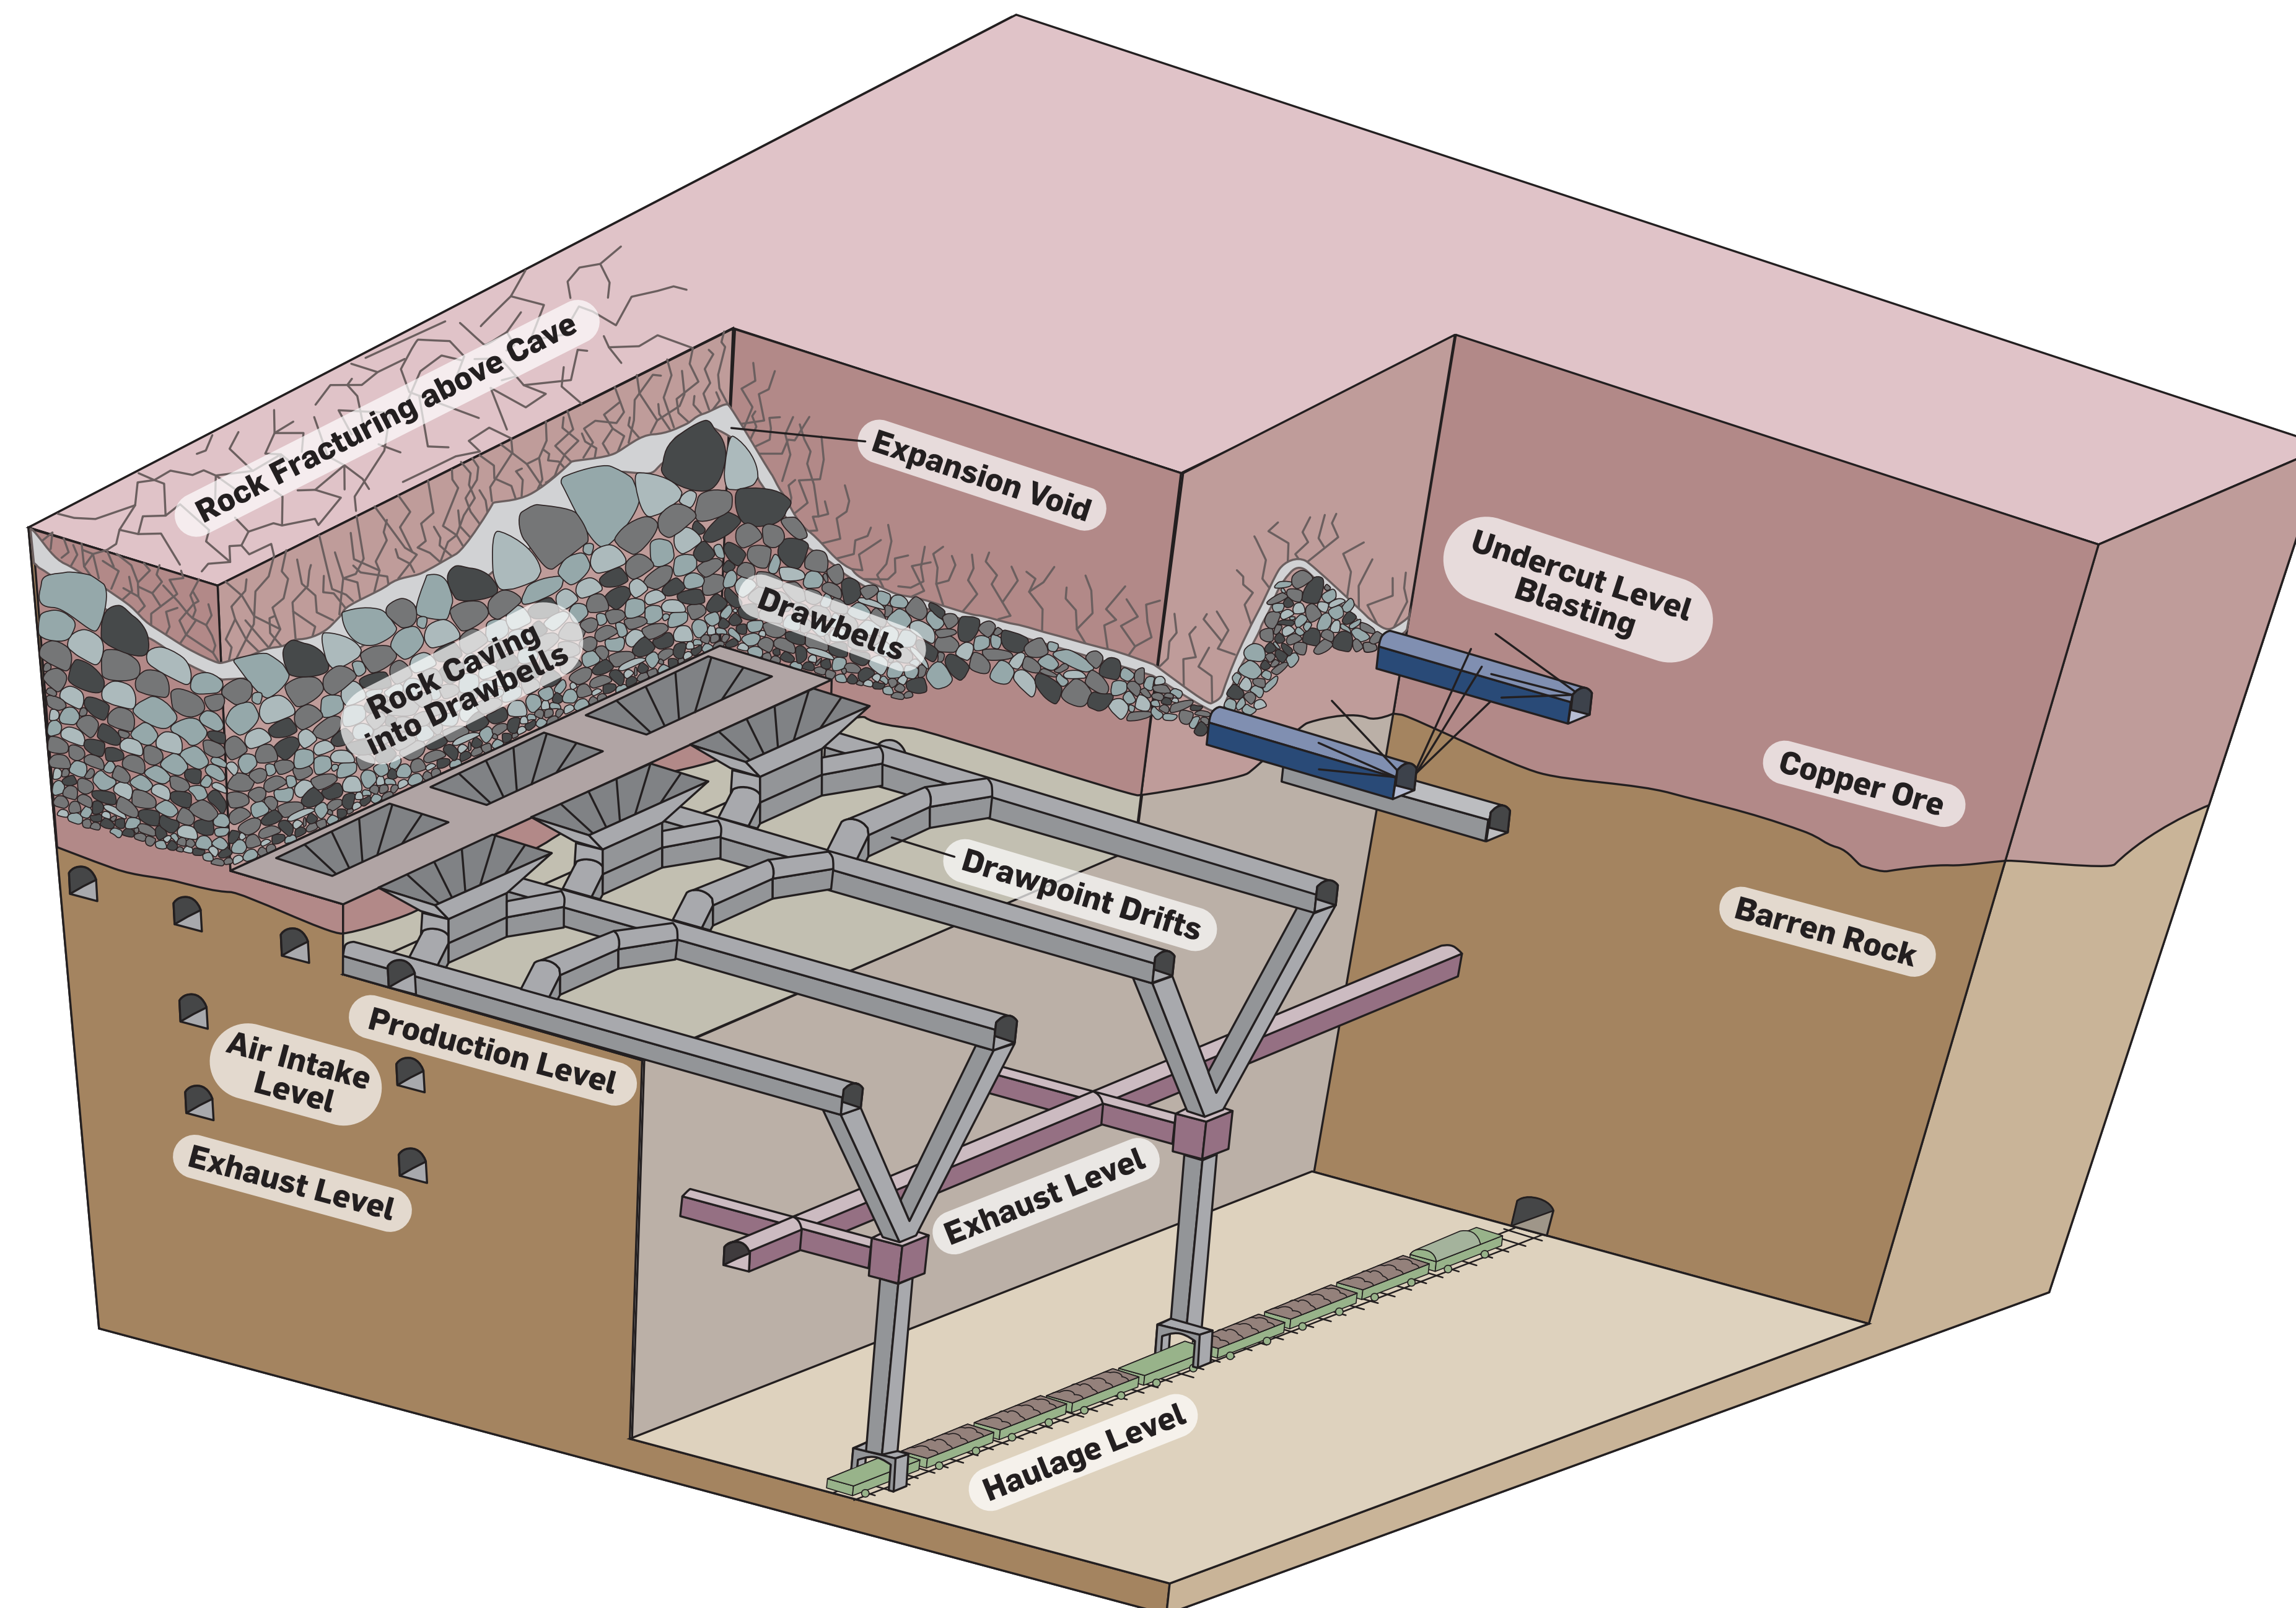 Rock Fracturing above Cave
Expansion Void
Undercut Level
Blasting
Drawbells
Rock Caving
into Drawbells
Copper Ore
Drawpoint Drifts
Barren Rock
Production Level
Air Intake
Level
Exhaust Level
Exhaust Level
Haulage Level